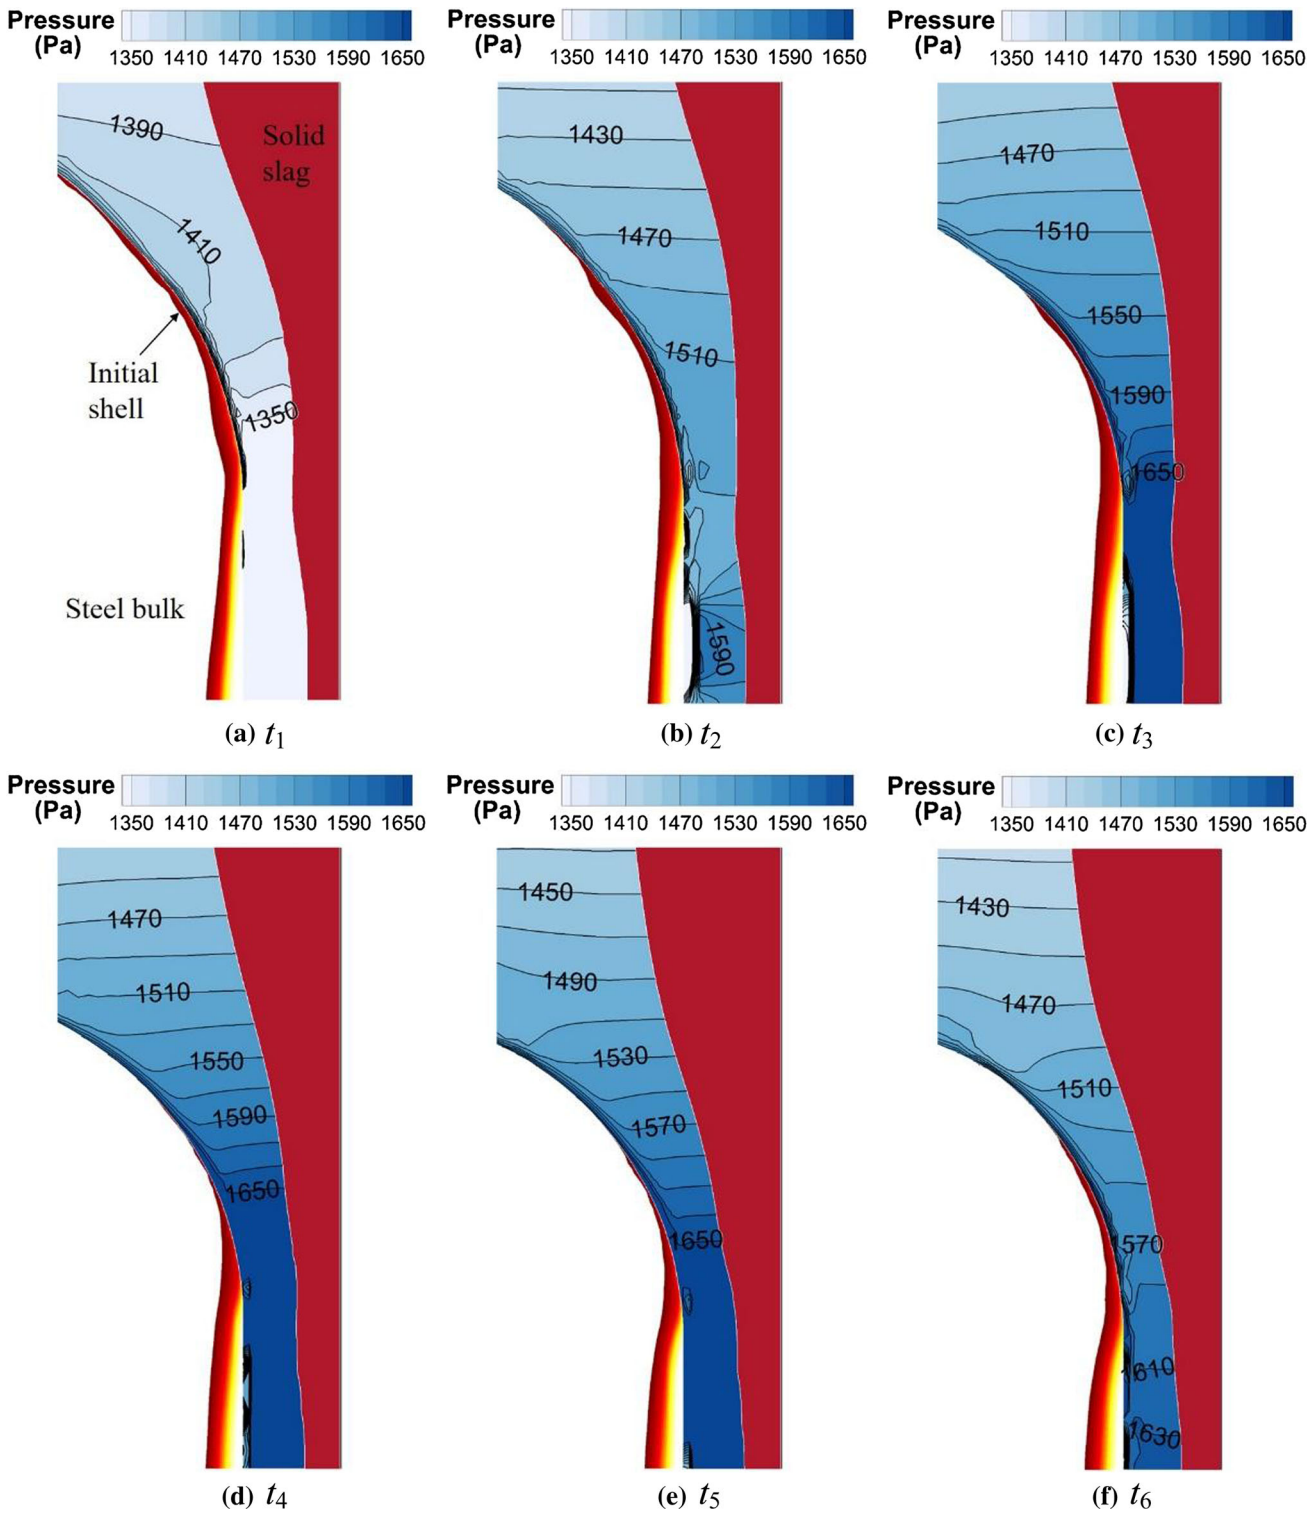 Pressure (Pa)
1350 1410 1470 1530 1590 1650
1390
Solid slag
1410
Initial shell
1350
Steel bulk
(a) t1
Pressure (Pa)
1350 1410 1470 1530 1590 1650
1430
1470
1510
1590
(b) t2
Pressure (Pa)
1350 1410 1470 1530 1590 1650
1470
1510
1550
1590
1650
(c) t3
Pressure (Pa)
1350 1410 1470 1530 1590 1650
1470
1510
1550
1590
1650
(d) t4
Pressure (Pa)
1350 1410 1470 1530 1590 1650
1450
1490
1530
1570
1650
(e) t5
Pressure (Pa)
1350 1410 1470 1530 1590 1650
1430
1470
1510
1570
1610
1630
(f) t6